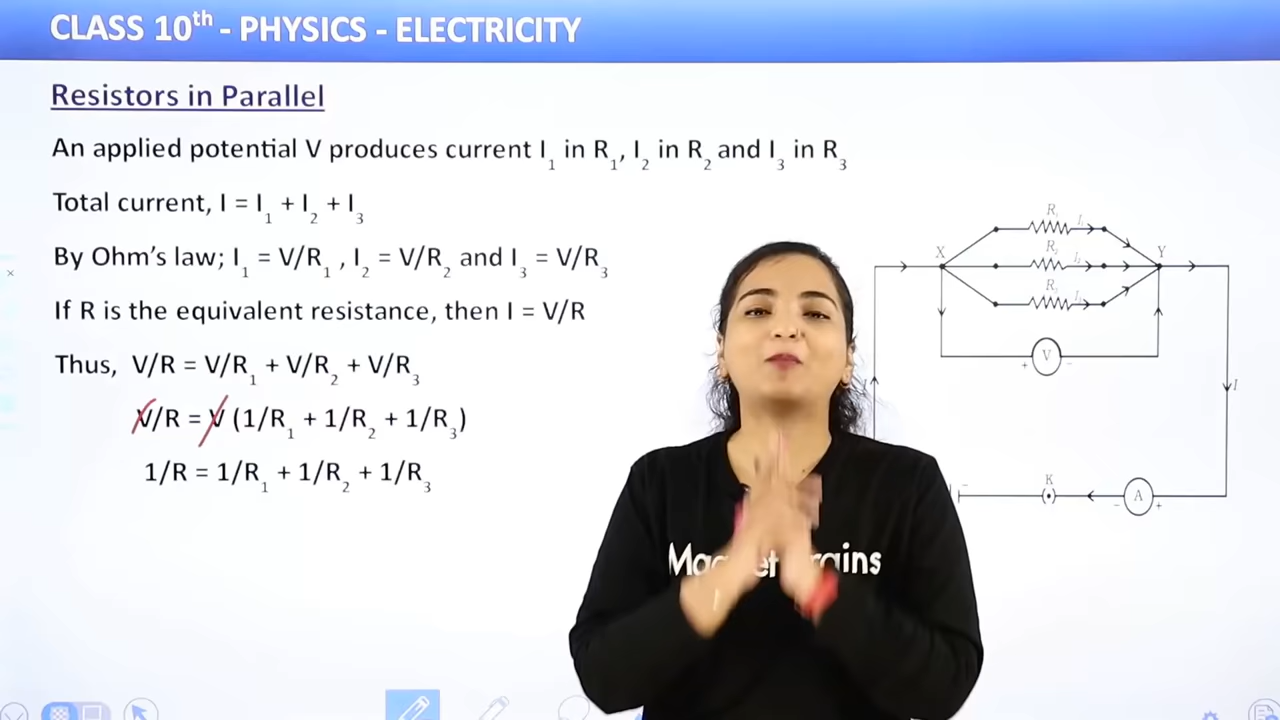 CLASS 10th - PHYSICS - ELECTRICITY
Resistors in Parallel
An applied potential V produces current I1 in R1, I2 in R2 and I3 in R3
Total current, I = I1 + I2 + I3
By Ohm's law; I1 = V/R1 , I2 = V/R2 and I3 = V/R3
If R is the equivalent resistance, then I = V/R
Thus, V/R = V/R1 + V/R2 + V/R3
V/R = V (1/R1 + 1/R2 + 1/R3)
1/R = 1/R1 + 1/R2 + 1/R3
X
Y
V
+ -
I
K
A
- +